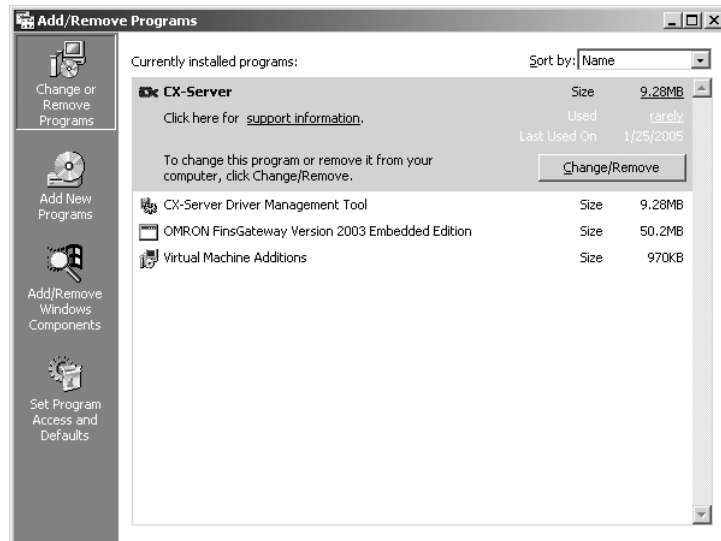 Add/Remove Programs
Change or
Remove
Programs
Add New
Programs
Add/Remove
Windows
Components
Set Program
Access and
Defaults
Currently installed programs:
Sort by: Name
CX-Server
Size 9.28MB
Click here for support information.
Used rarely
Last Used On 1/25/2005
To change this program or remove it from your
computer, click Change/Remove.
Change/Remove
CX-Server Driver Management Tool Size 9.28MB
OMRON FinsGateway Version 2003 Embedded Edition Size 50.2MB
Virtual Machine Additions Size 970KB